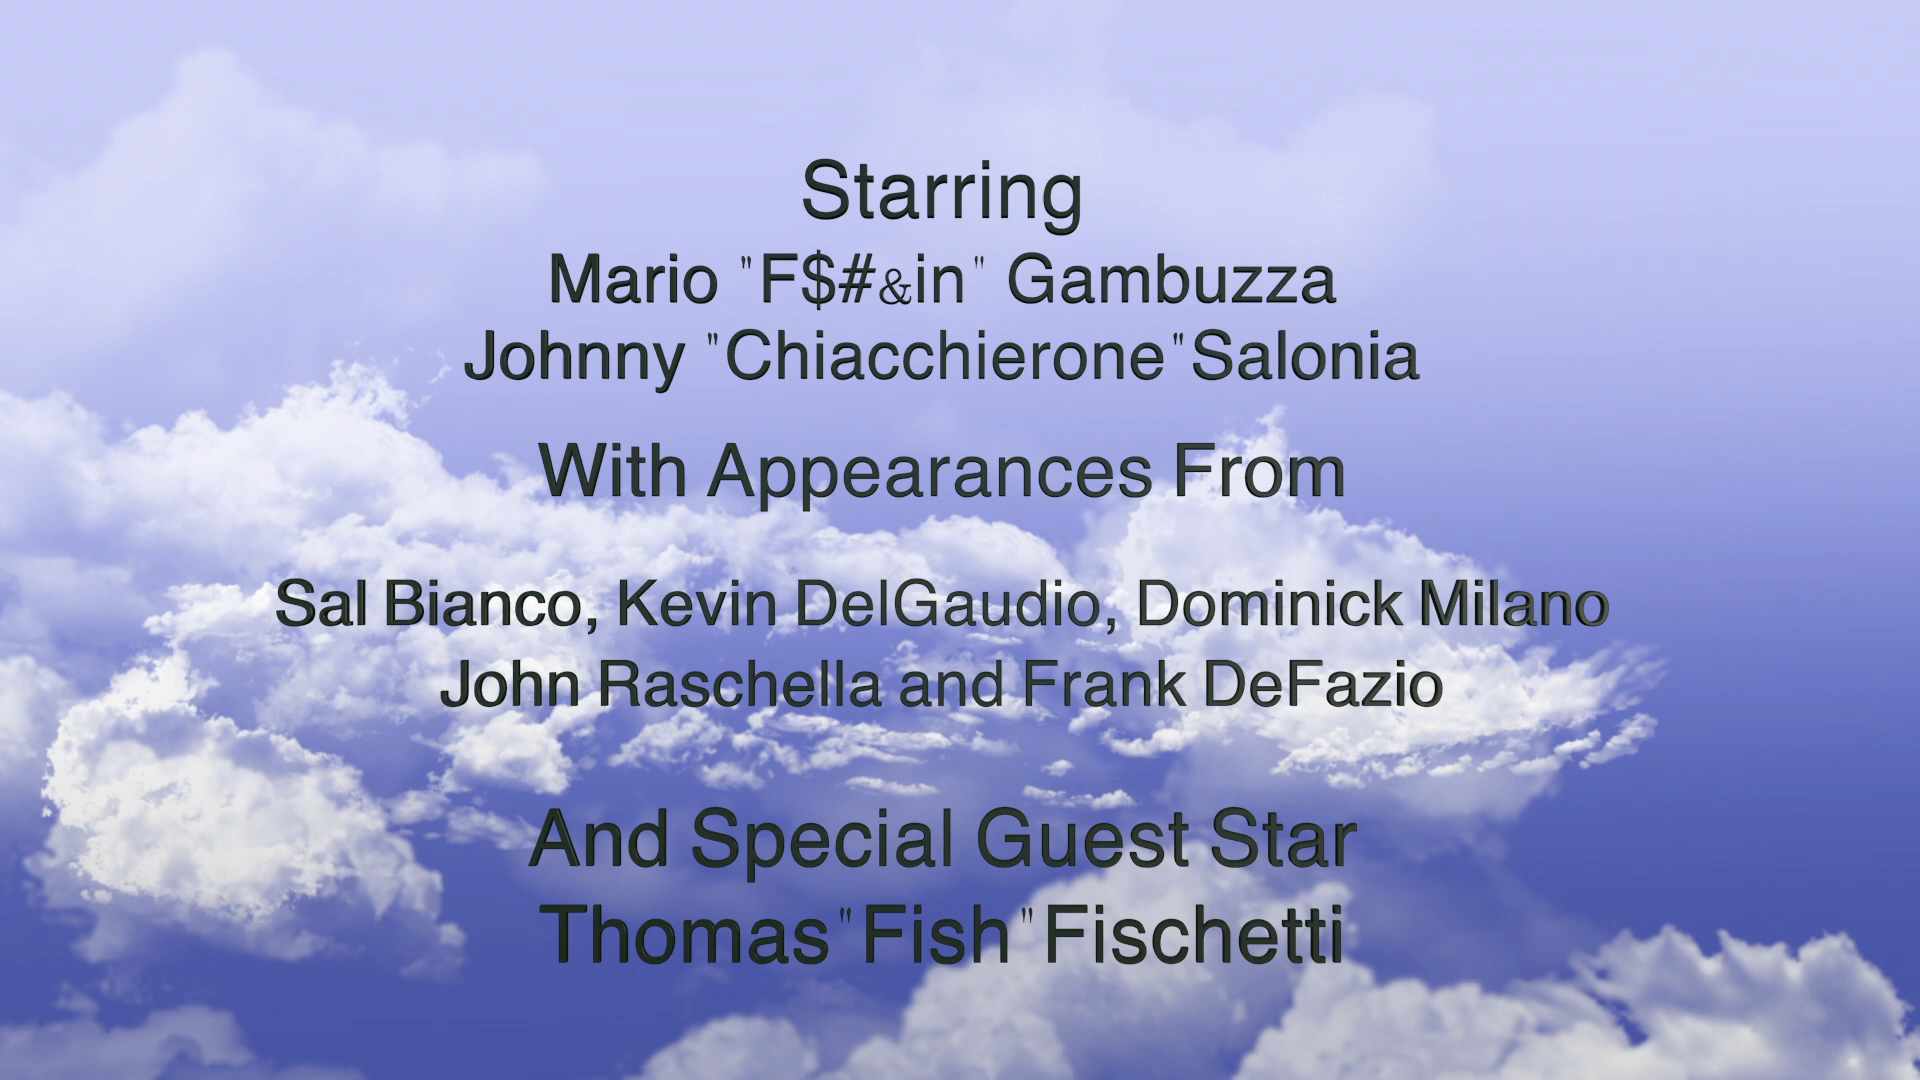 Starring
Mario "F$#&in" Gambuzza
Johnny "Chiacchierone"Salonia
With Appearances From
Sal Bianco, Kevin DelGaudio, Dominick Milano
John Raschella and Frank DeFazio
And Special Guest Star
Thomas"Fish"Fischetti